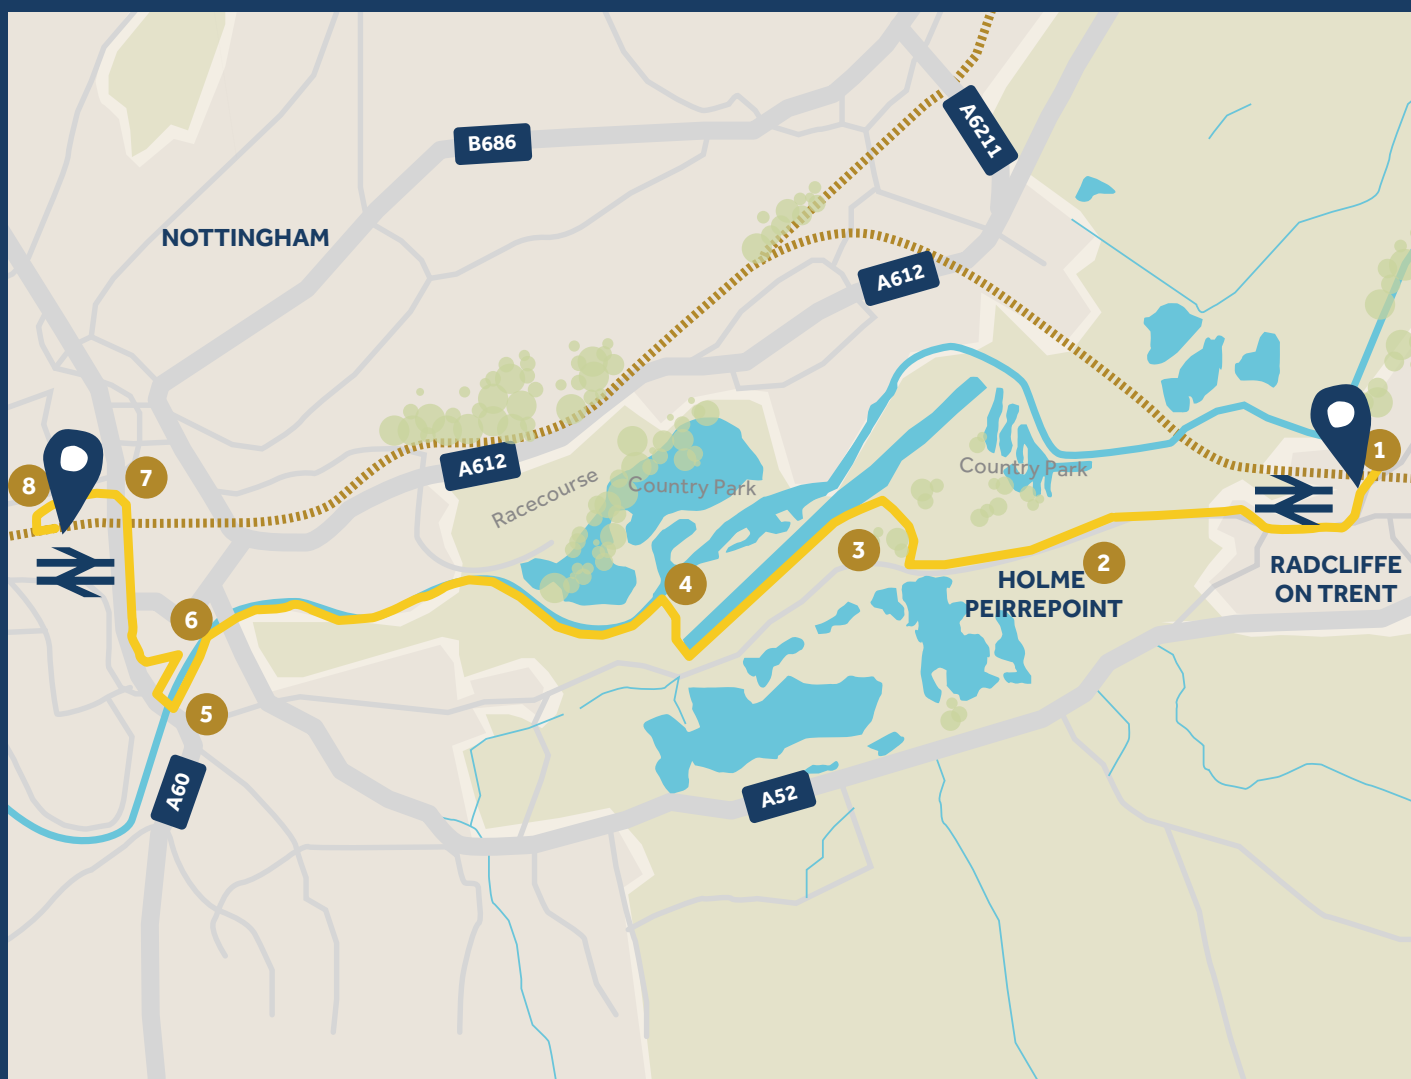 A6211
B686
NOTTINGHAM
A612
1
A612
Racecourse
Country Park
Country Park
8
7
3
2
HOLME
PEIRREPOINT
RADCLIFFE
ON TRENT
4
6
5
A60
A52